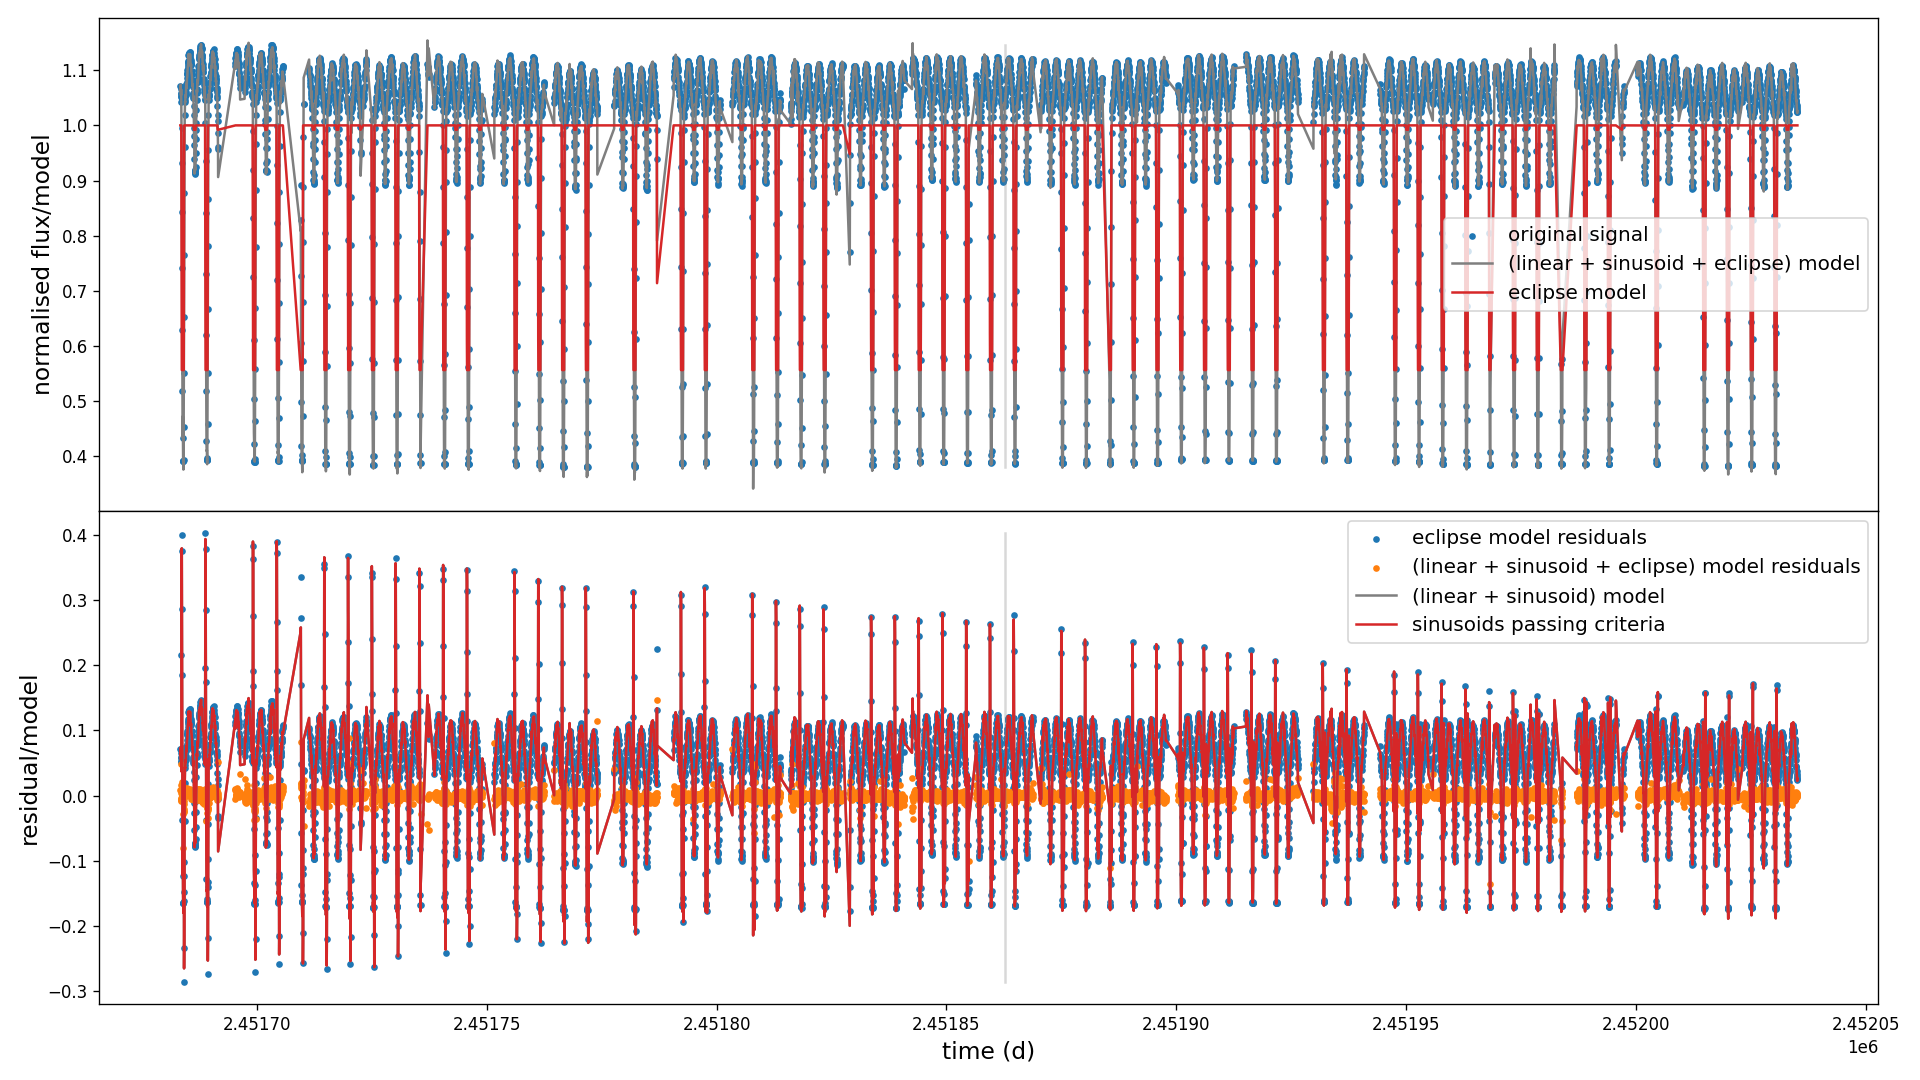 normalised flux/model
1.1
1.0
0.9
0.8
0.7
0.6
0.5
0.4
original signal
(linear + sinusoid + eclipse) model
eclipse model
residual/model
0.4
0.3
0.2
0.1
0.0
−0.1
−0.2
−0.3
eclipse model residuals
(linear + sinusoid + eclipse) model residuals
(linear + sinusoid) model
sinusoids passing criteria
2.45170 2.45175 2.45180 2.45185 2.45190 2.45195 2.45200 2.45205
time (d)
1e6